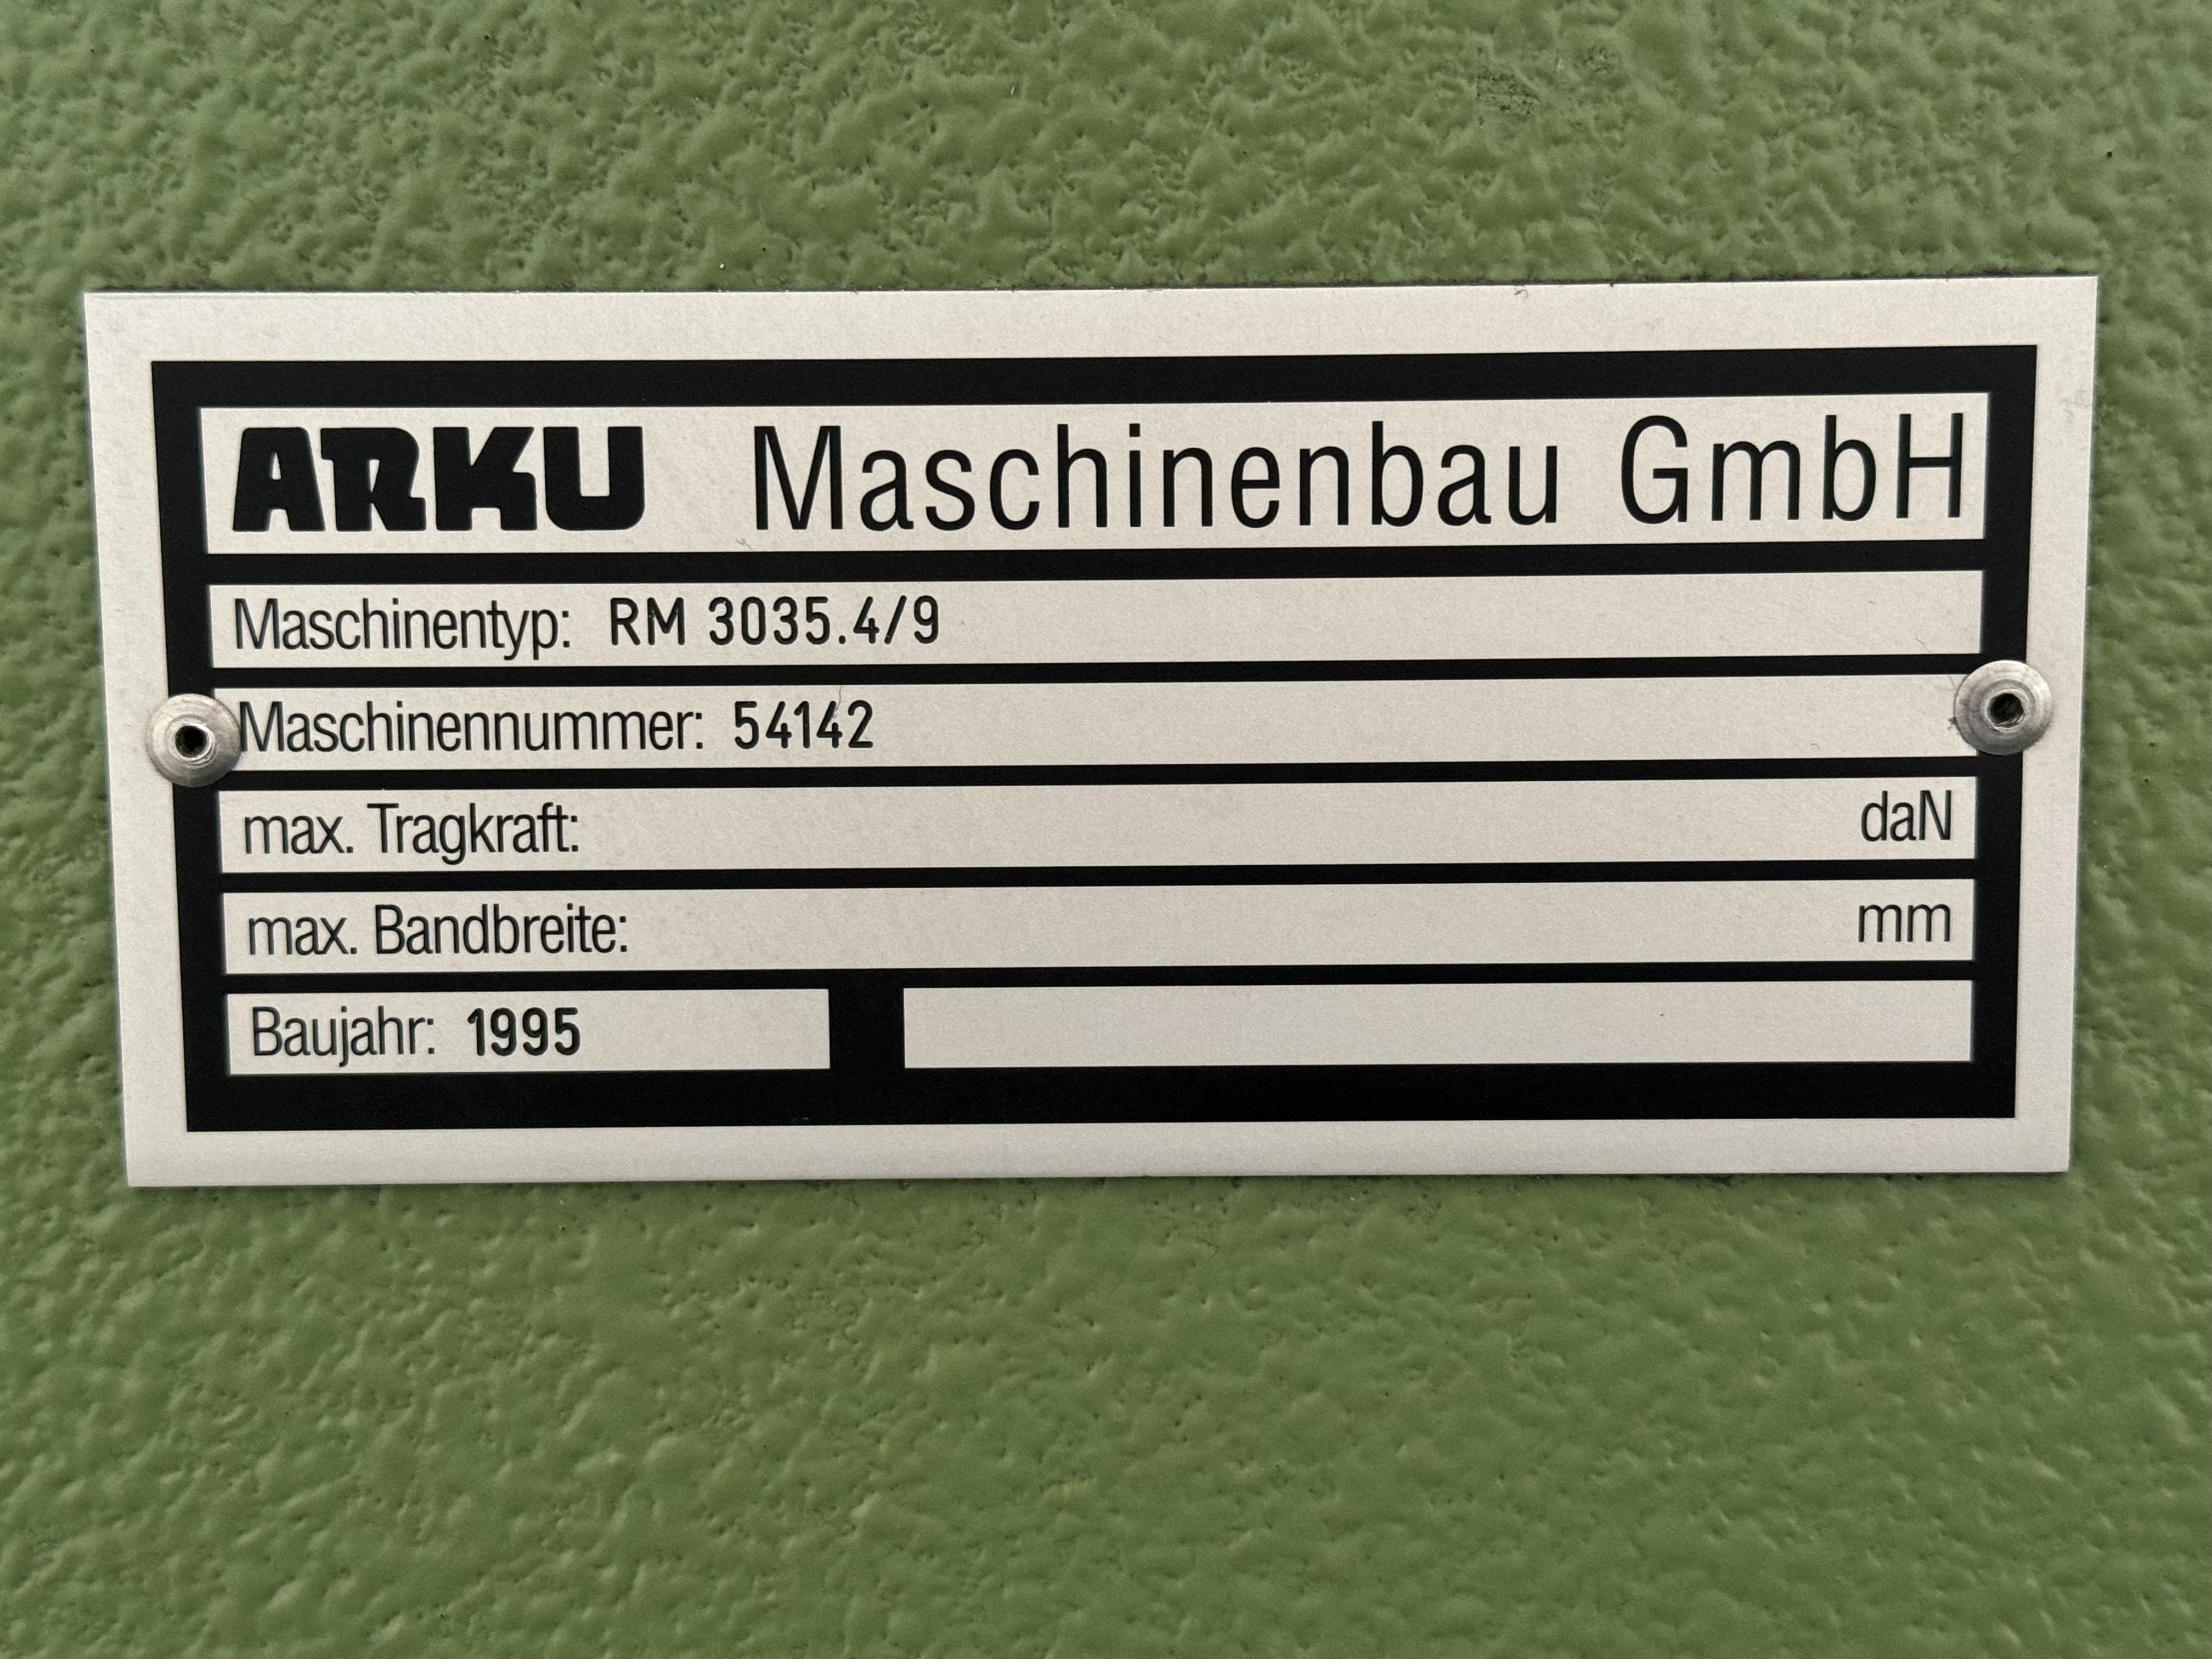 ARKU Maschinenbau GmbH
Maschinentyp: RM 3035.4/9
Maschinennummer: 54142
max. Tragkraft: daN
max. Bandbreite: mm
Baujahr: 1995